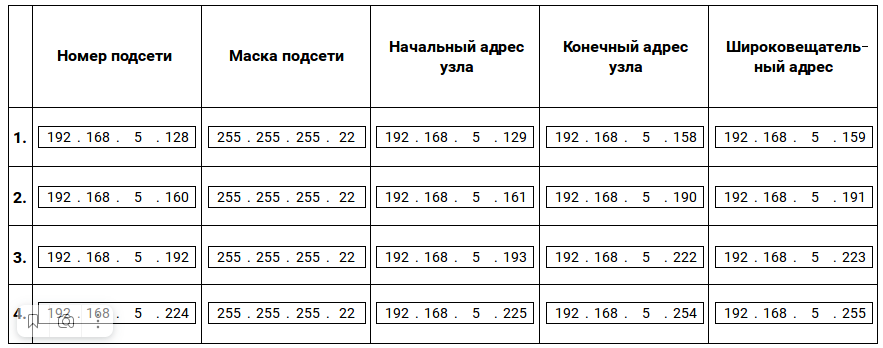 Номер подсети
Маска подсети
Начальный адрес
узла
Конечный адрес
узла
Широковещатель-
ный адрес
1. 192 . 168 . 5 . 128 255 . 255 . 255 . 22 192 . 168 . 5 . 129 192 . 168 . 5 . 158 192 . 168 . 5 . 159
2. 192 . 168 . 5 . 160 255 . 255 . 255 . 22 192 . 168 . 5 . 161 192 . 168 . 5 . 190 192 . 168 . 5 . 191
3. 192 . 168 . 5 . 192 255 . 255 . 255 . 22 192 . 168 . 5 . 193 192 . 168 . 5 . 222 192 . 168 . 5 . 223
4. 192 . 168 . 5 . 224 255 . 255 . 255 . 22 192 . 168 . 5 . 225 192 . 168 . 5 . 254 192 . 168 . 5 . 255